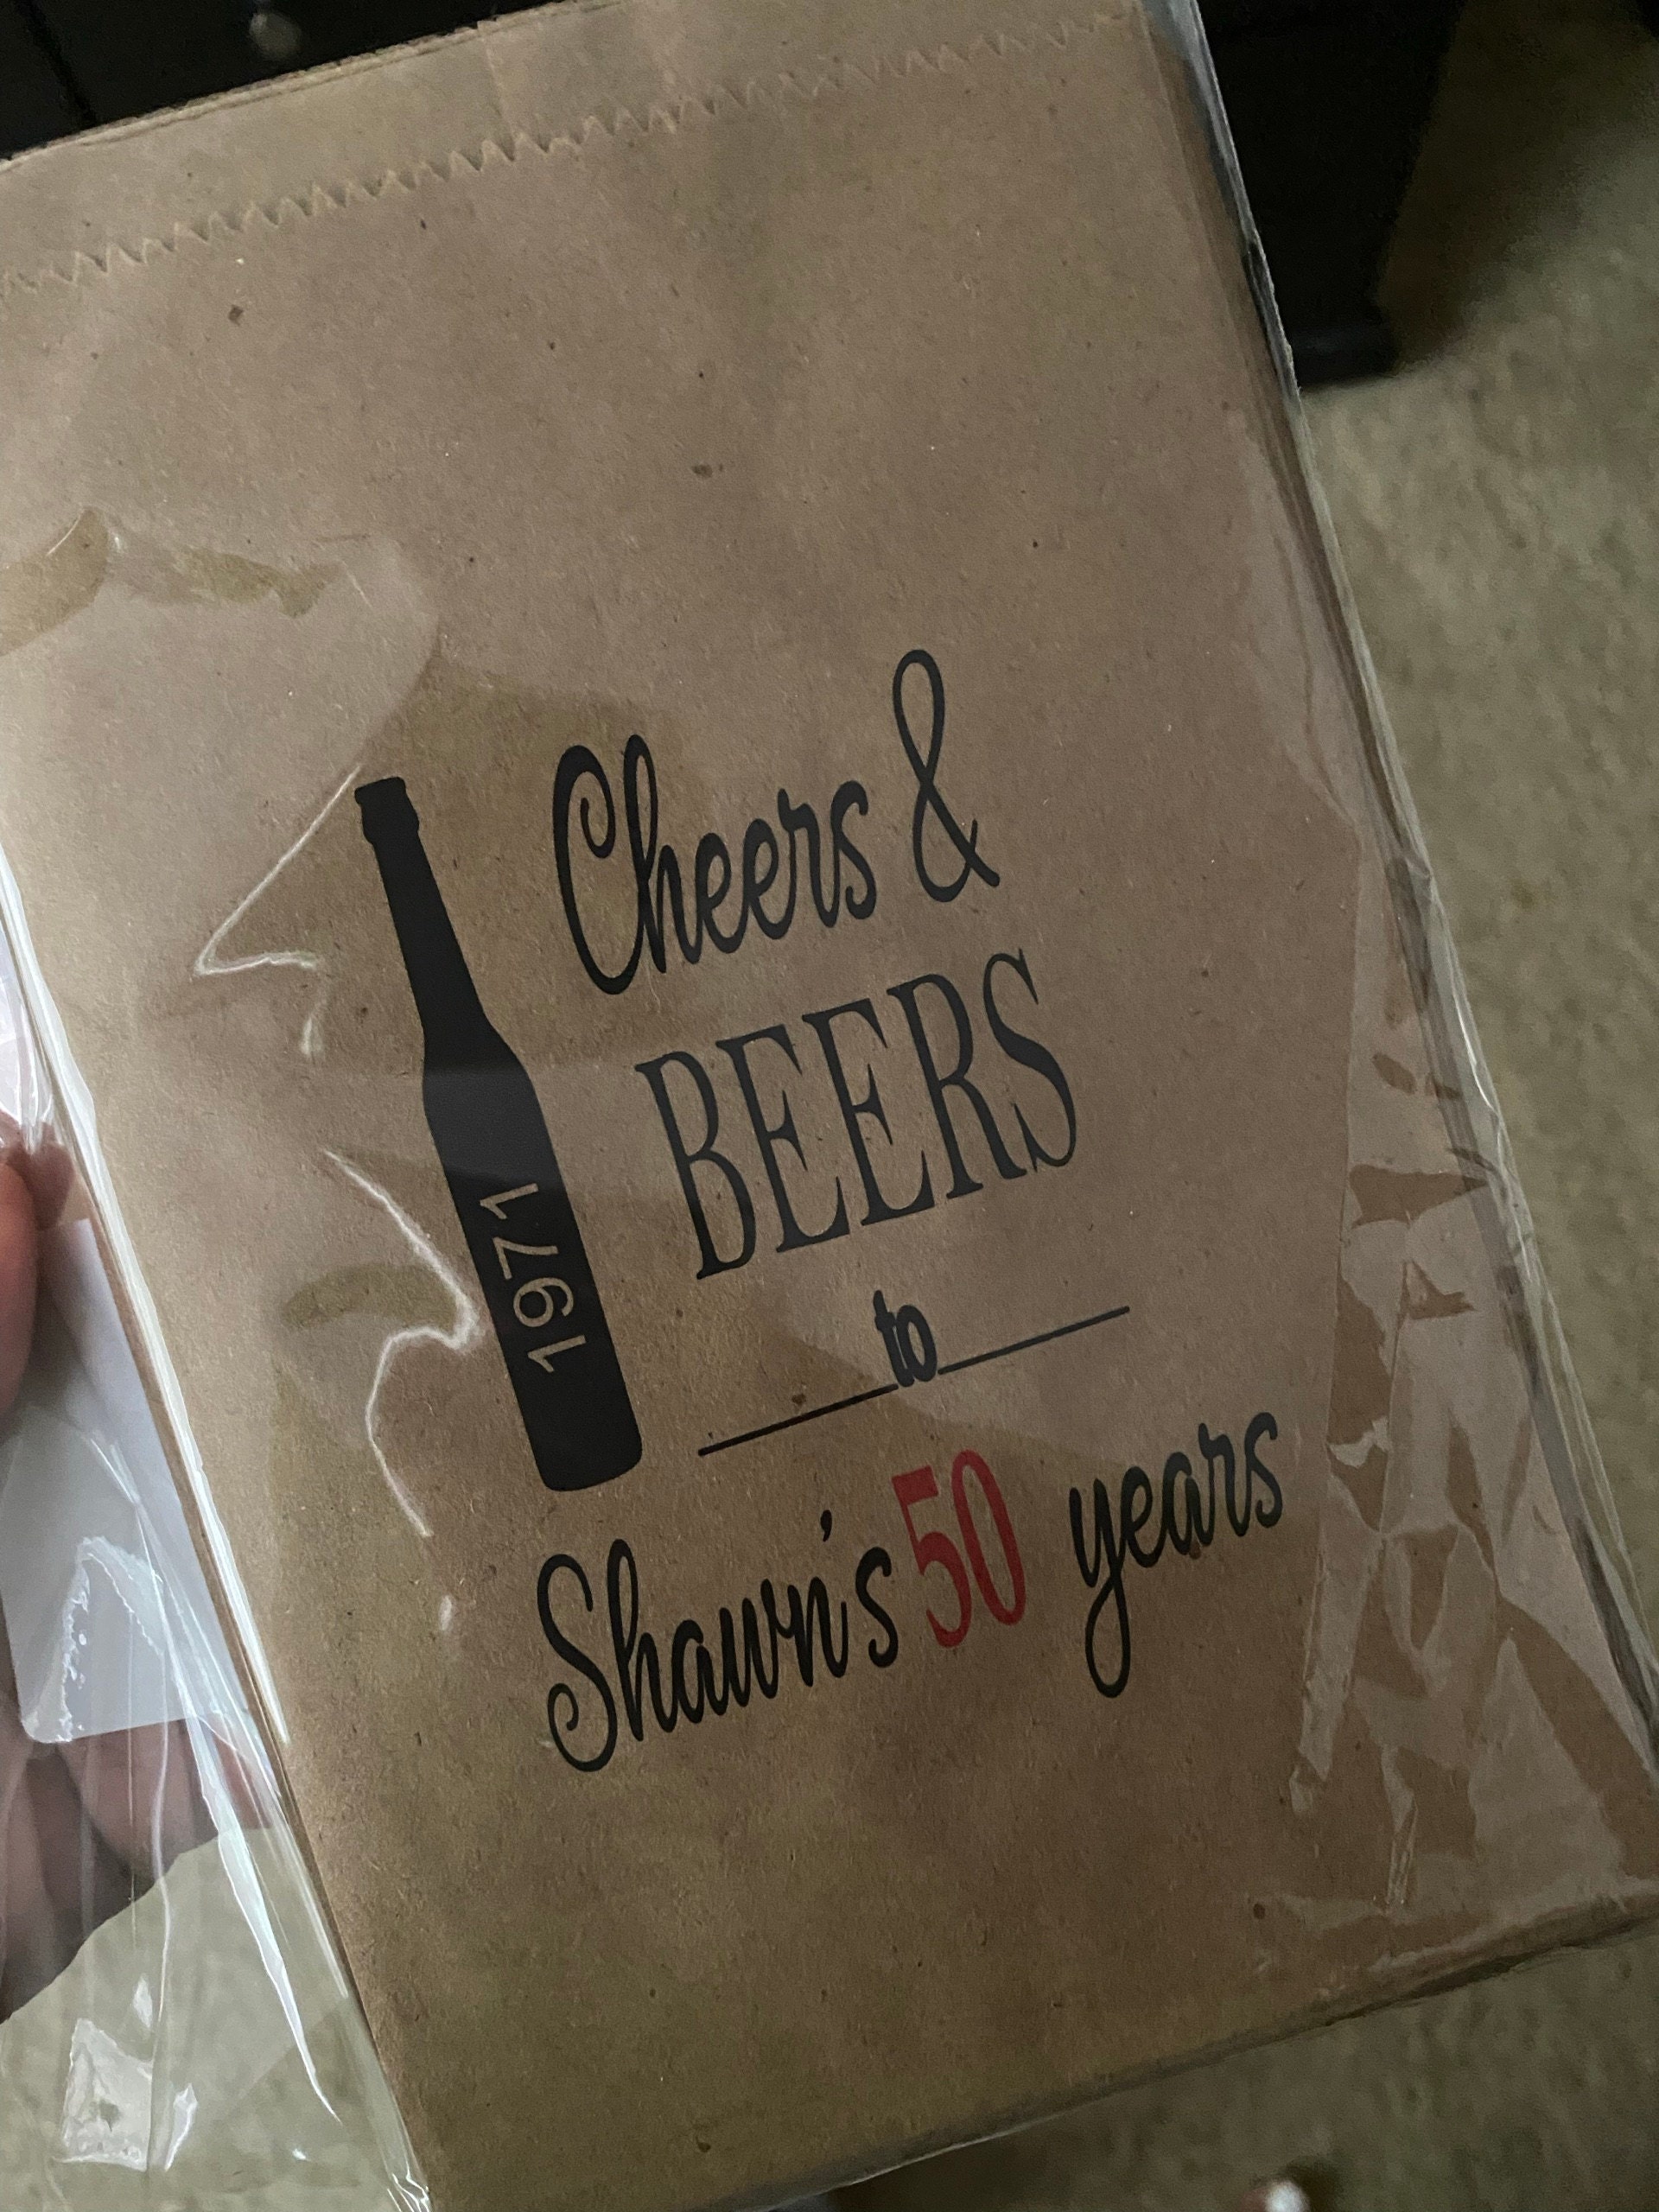 Cheers &
BEERS
to
Shawn's 50 years
1971